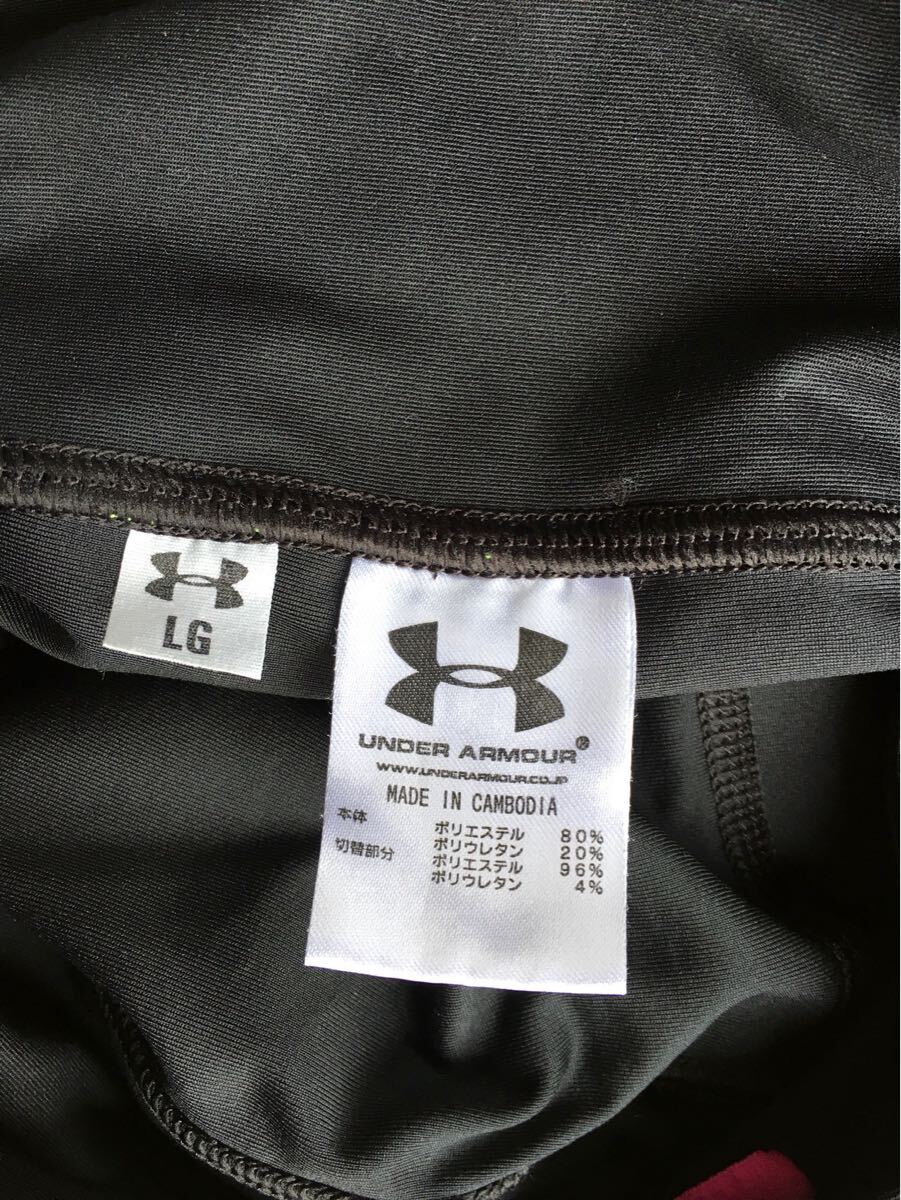 LG
UNDER ARMOUR®
WWW.UNDERARMOUR.CO.JP
MADE IN CAMBODIA
本体 ポリエステル 80%
ポリウレタン 20%
切替部分 ポリエステル 96%
ポリウレタン 4%